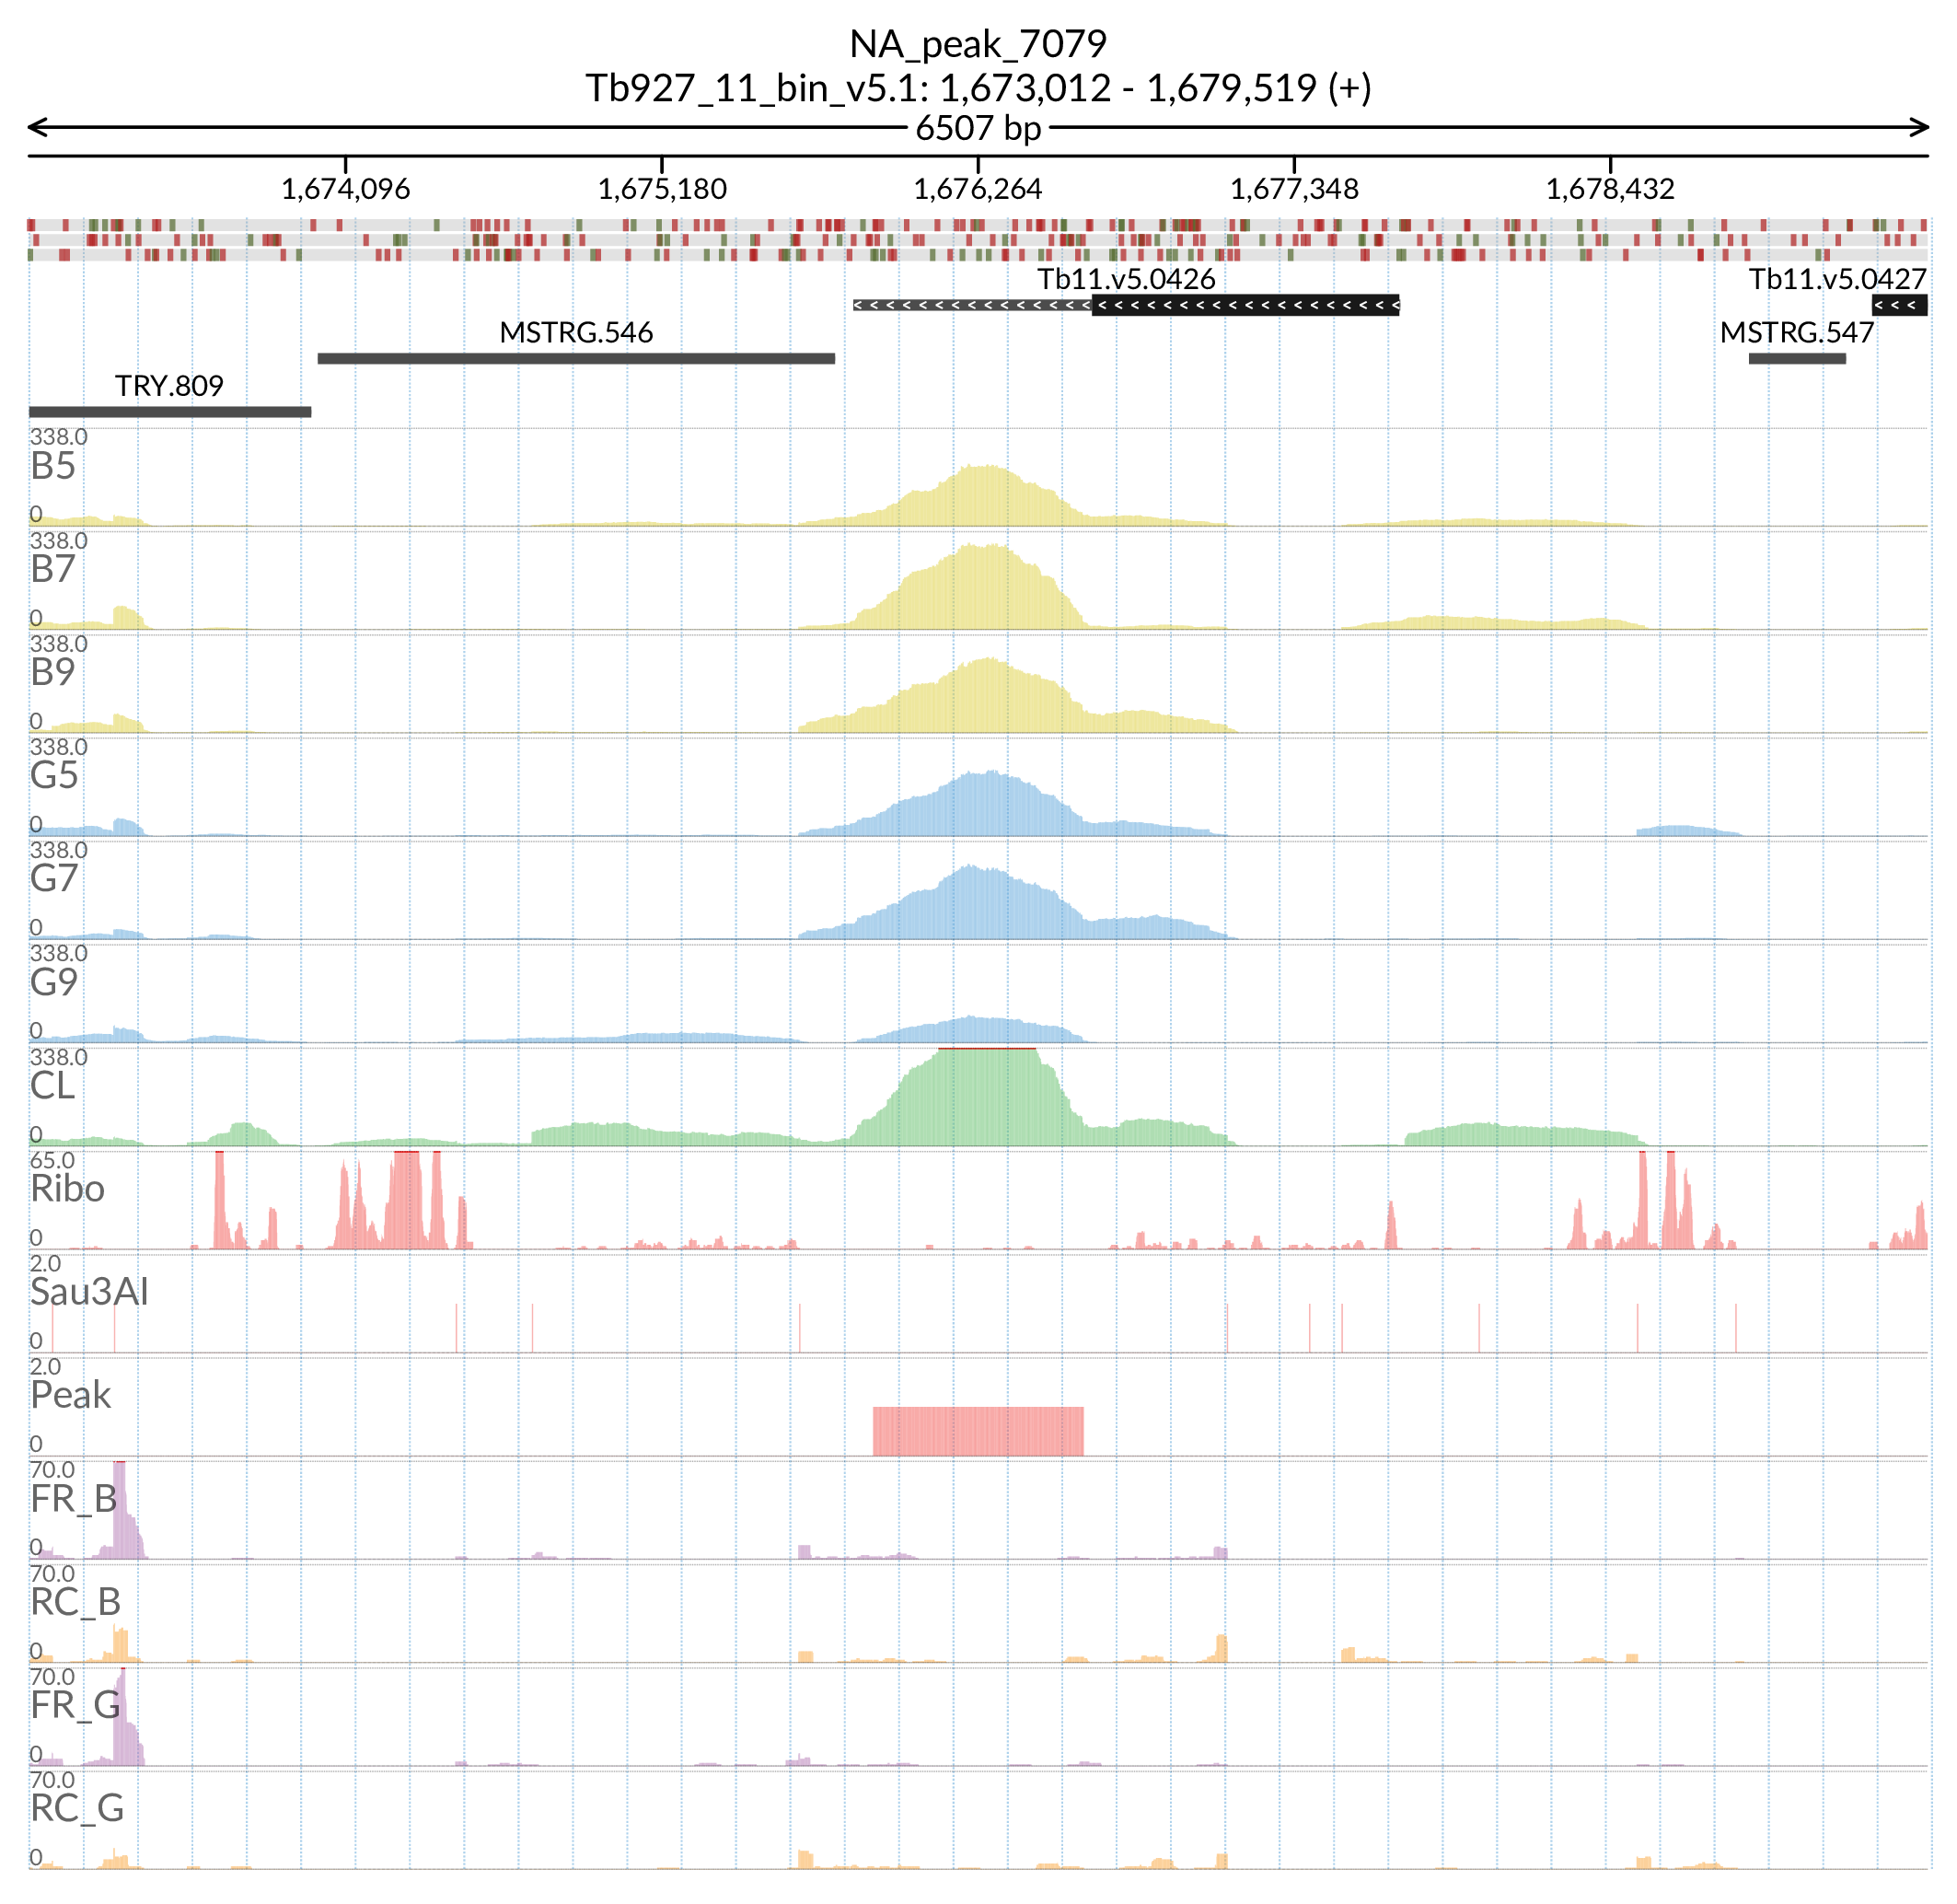 NA_peak_7079
Tb927_11_bin_v5.1: 1,673,012 - 1,679,519 (+)
6507 bp
1,674,096 1,675,180 1,676,264 1,677,348 1,678,432
Tb11.v5.0426 Tb11.v5.0427
MSTRG.546 MSTRG.547
TRY.809
338.0
B5
0
338.0
B7
0
338.0
B9
0
338.0
G5
0
338.0
G7
0
338.0
G9
0
338.0
CL
0
65.0
Ribo
0
2.0
Sau3AI
0
2.0
Peak
0
70.0
FR_B
0
70.0
RC_B
0
70.0
FR_G
0
70.0
RC_G
0